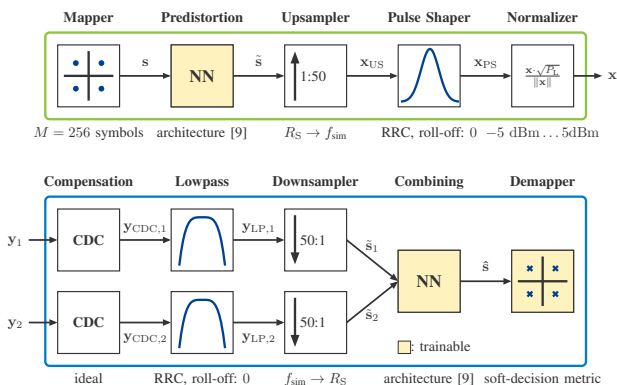 Mapper Predistortion Upsampler Pulse Shaper Normalizer
s NN s̃ 1:50 x_US x_PS x·√P_L / ‖x‖ x
M = 256 symbols architecture [9] R_S → f_sim RRC, roll-off: 0 −5 dBm … 5dBm
Compensation Lowpass Downsampler Combining Demapper
y_1 CDC y_CDC,1 y_LP,1 50:1 s̃_1
NN ŝ
y_2 CDC y_CDC,2 y_LP,2 50:1 s̃_2
: trainable
ideal RRC, roll-off: 0 f_sim → R_S architecture [9] soft-decision metric